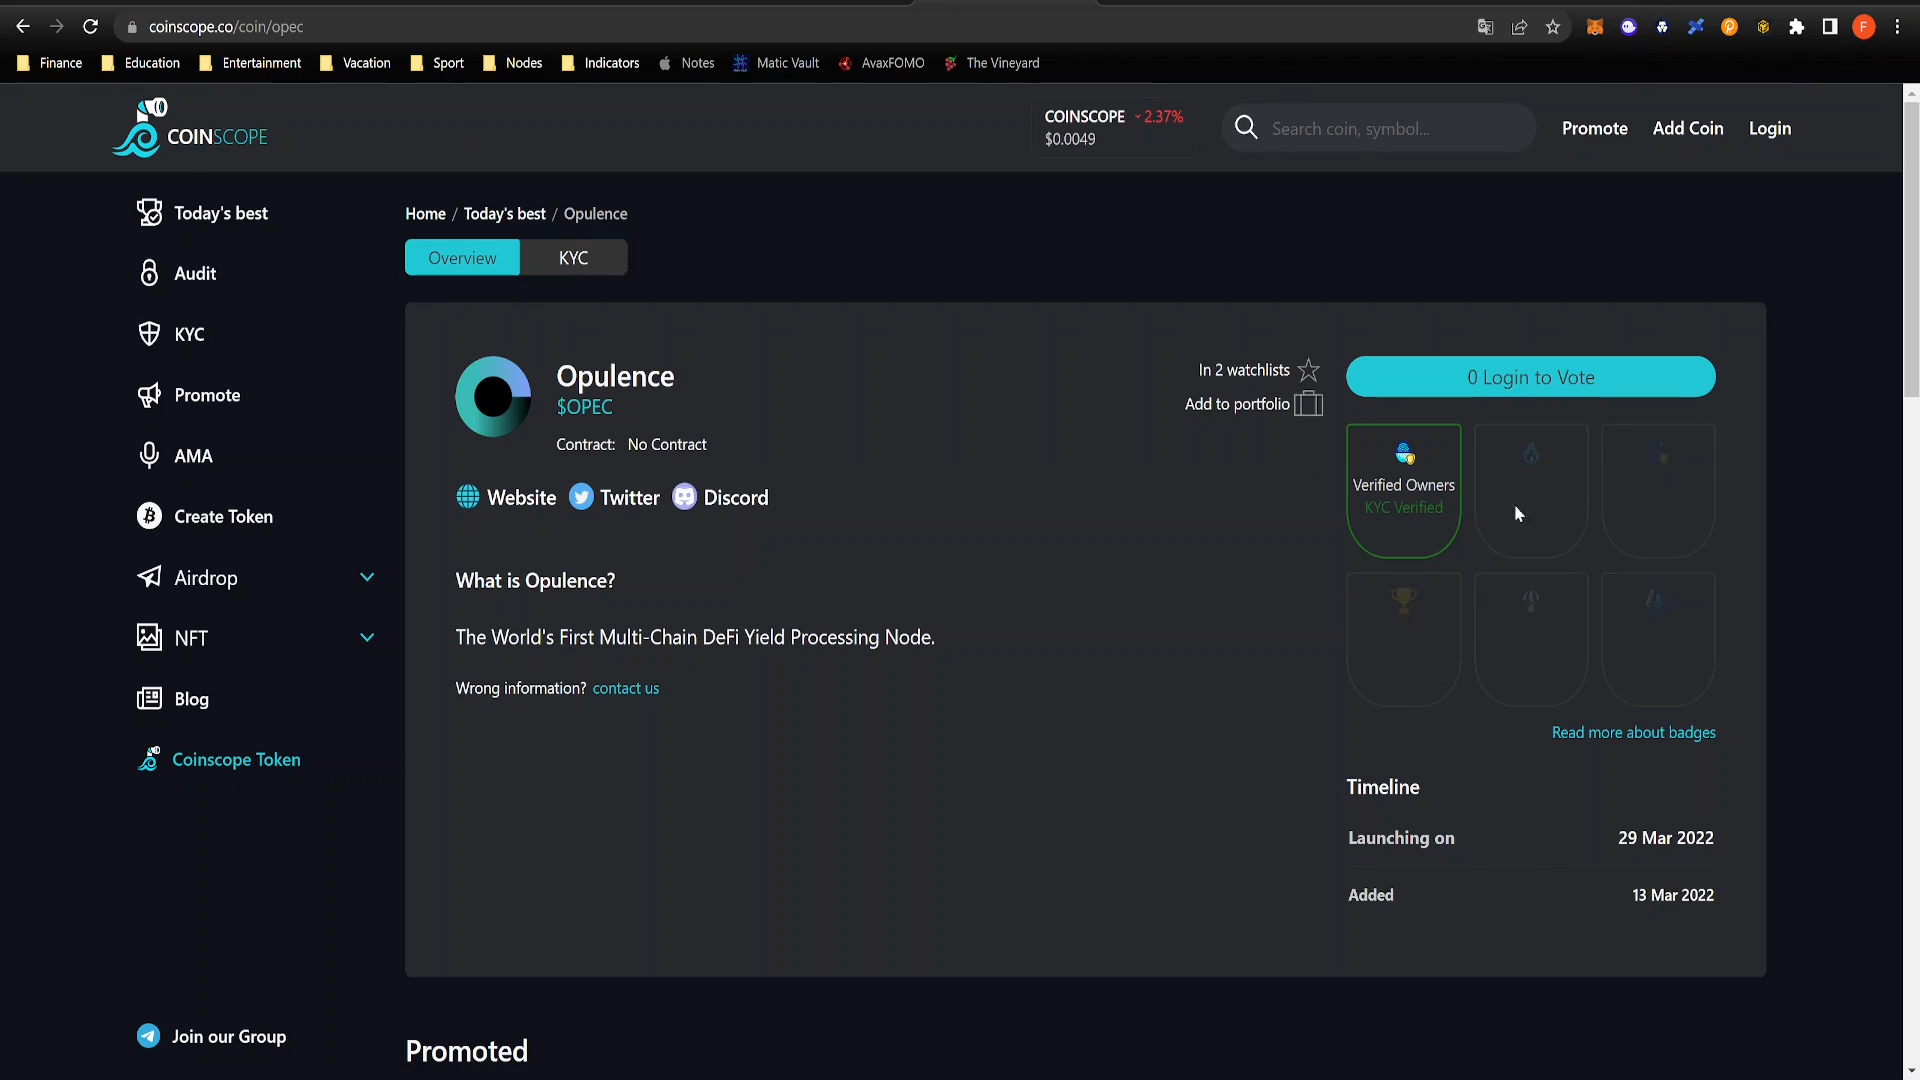 coinscope.co/coin/opec
F
Finance
Education
Entertainment
Vacation
Sport
Nodes
Indicators
Notes
Matic Vault
AvaxFOMO
The Vineyard
COINSCOPE
COINSCOPE 2.37%
$0.0049
Search coin, symbol...
Promote
Add Coin
Login
Today's best
Audit
KYC
Promote
AMA
Create Token
Airdrop
NFT
Blog
Coinscope Token
Join our Group
Home / Today's best / Opulence
Overview
KYC
Opulence
$OPEC
Contract: No Contract
In 2 watchlists
Add to portfolio
Website
Twitter
Discord
What is Opulence?
The World's First Multi-Chain DeFi Yield Processing Node.
Wrong information? contact us
0 Login to Vote
Verified Owners
KYC Verified
Read more about badges
Timeline
Launching on 29 Mar 2022
Added 13 Mar 2022
Promoted